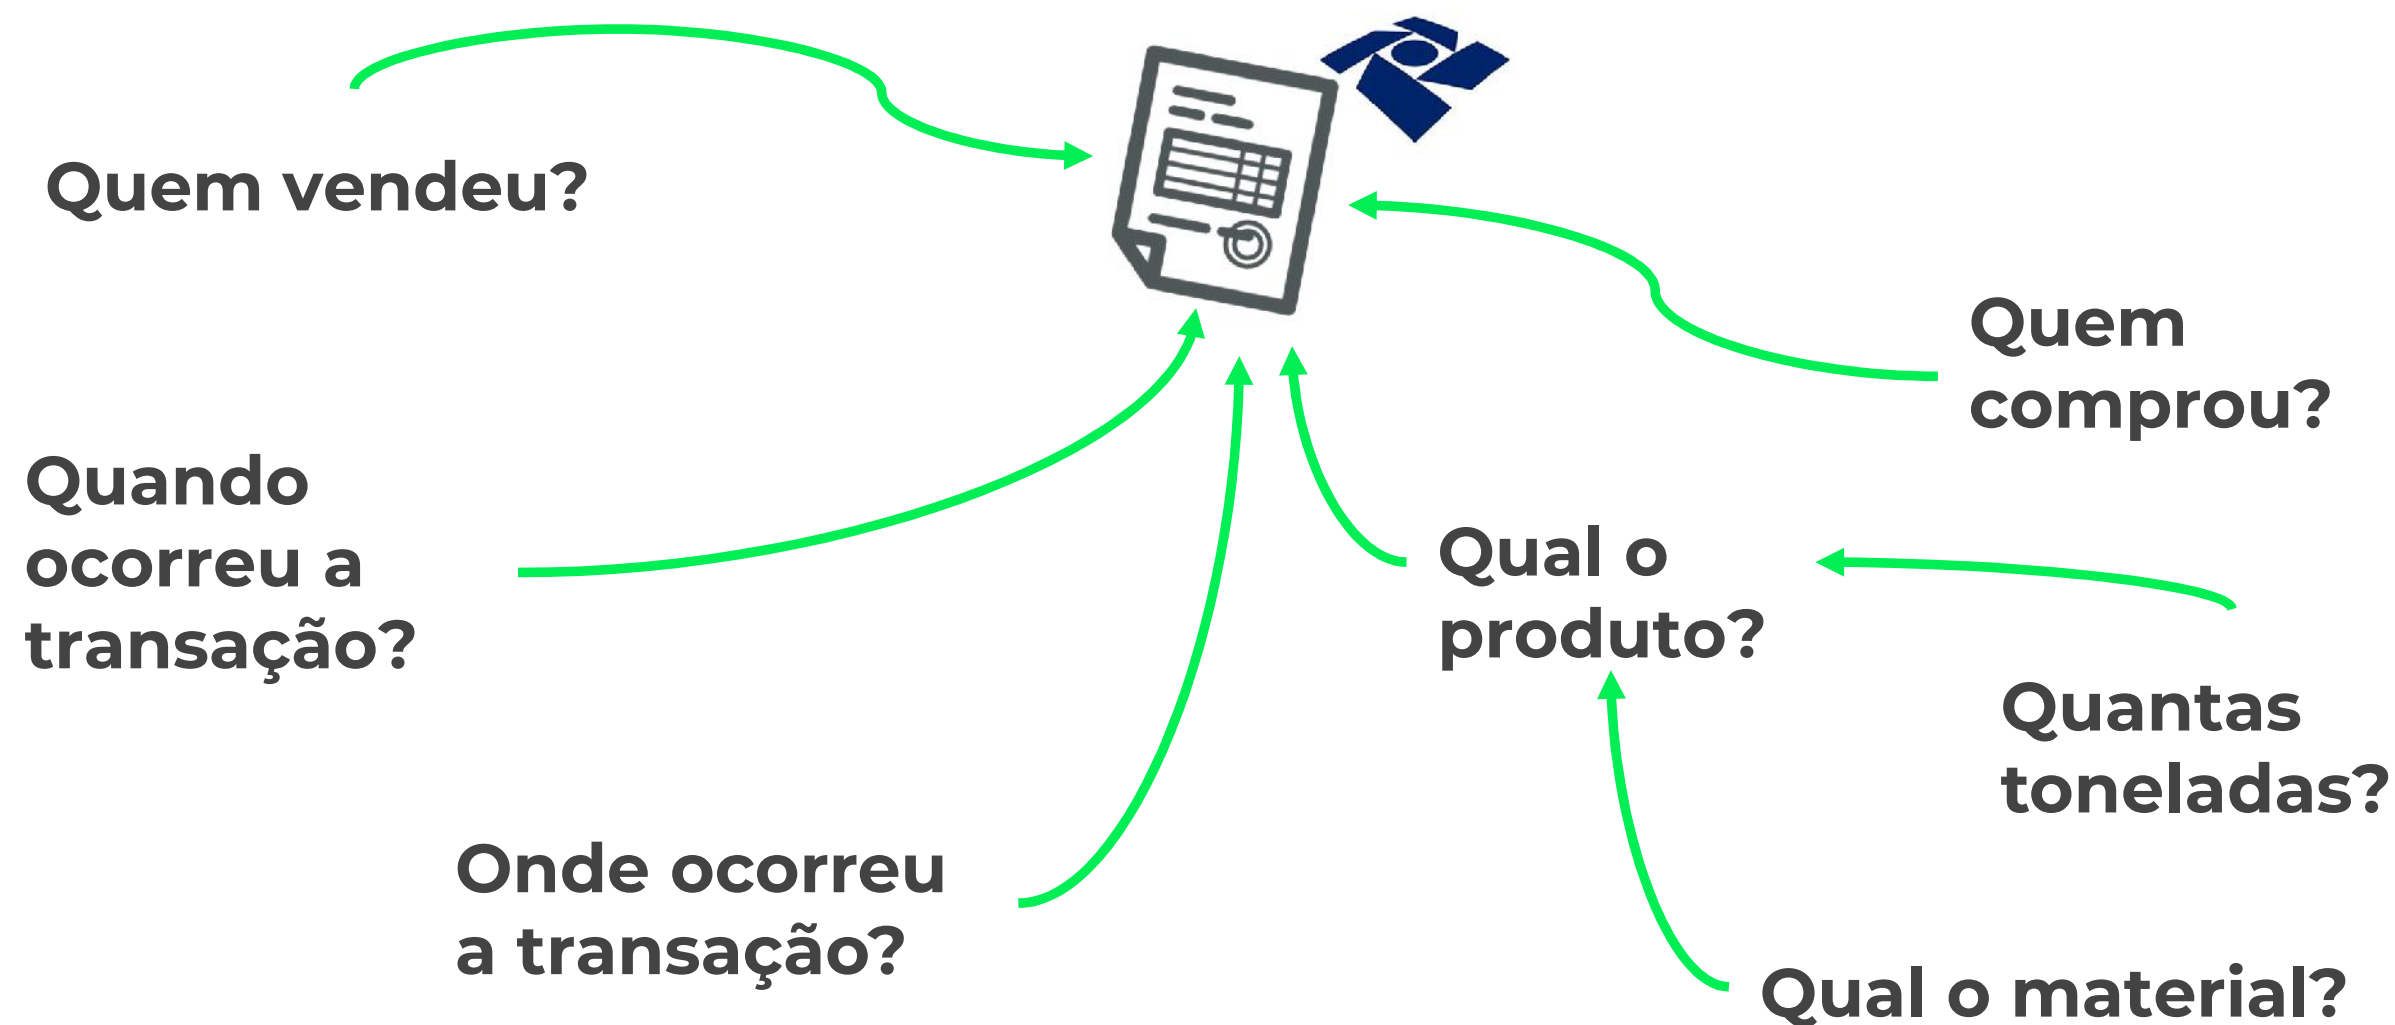 Quem vendeu?
Quem
comprou?
Quando
ocorreu a
transação?
Qual o
produto?
Quantas
toneladas?
Onde ocorreu
a transação?
Qual o material?